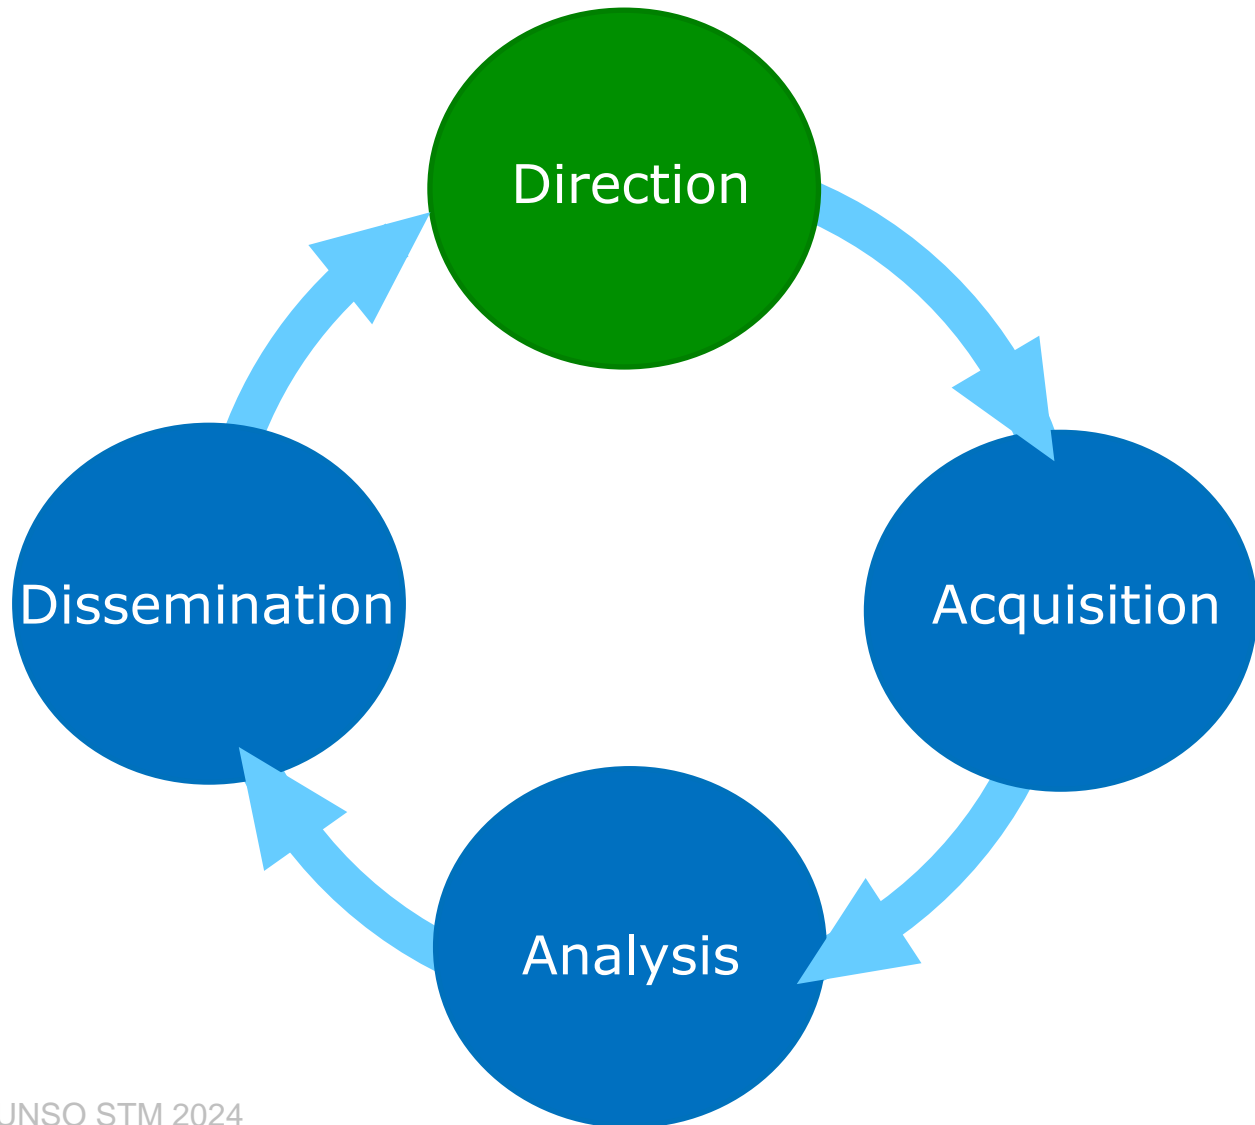 Direction
Dissemination
Acquisition
Analysis
UNSO STM 2024